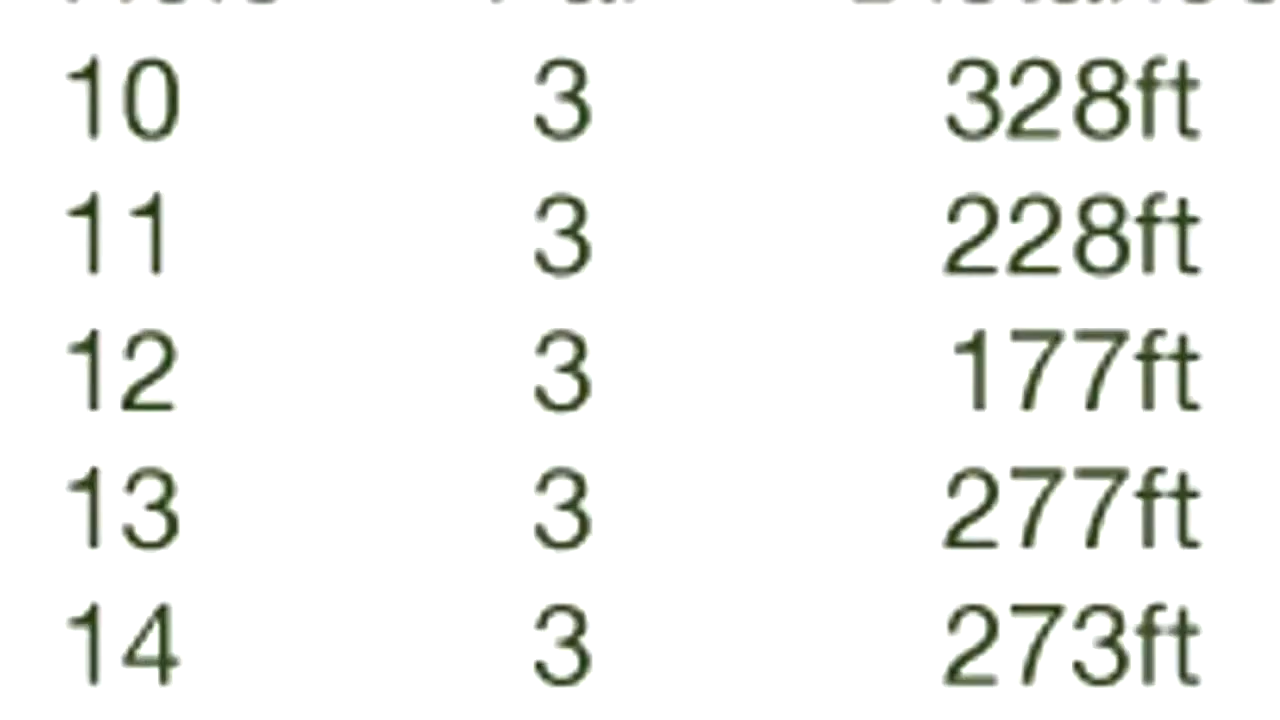 10 3 328ft
11 3 228ft
12 3 177ft
13 3 277ft
14 3 273ft